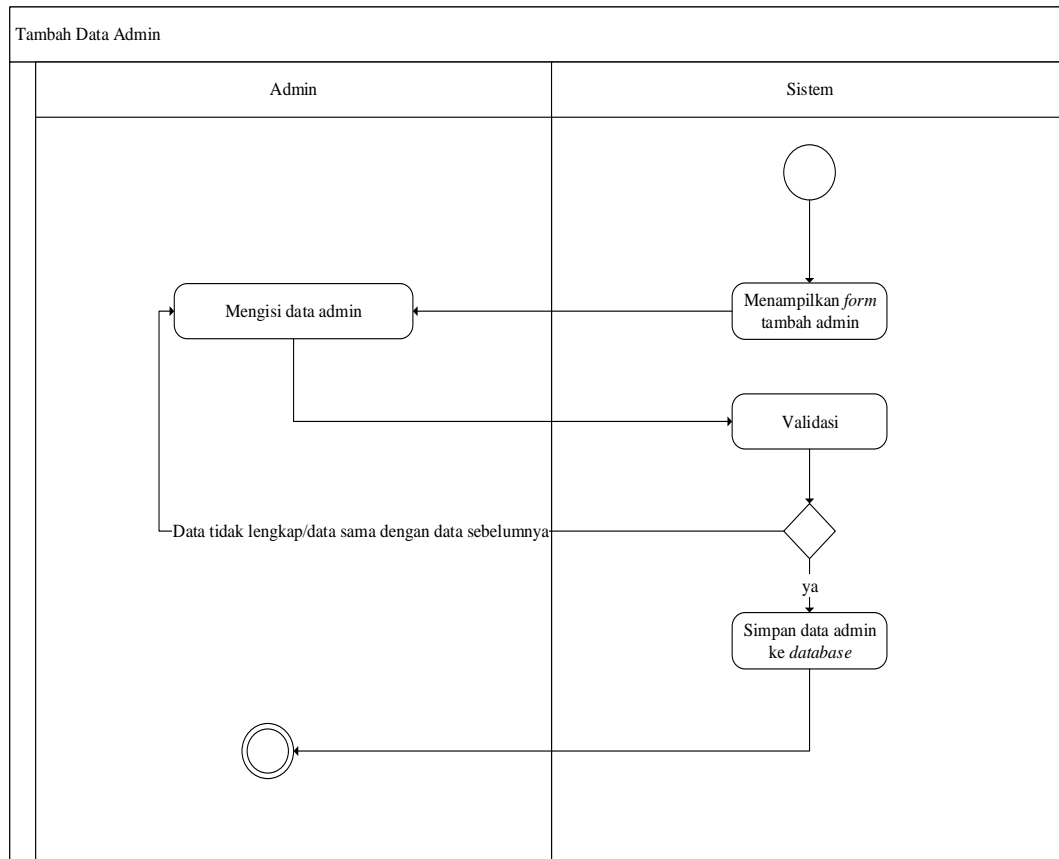 Tambah Data Admin
Admin
Sistem
Menampilkan form
tambah admin
Mengisi data admin
Validasi
Data tidak lengkap/data sama dengan data sebelumnya
ya
Simpan data admin
ke database